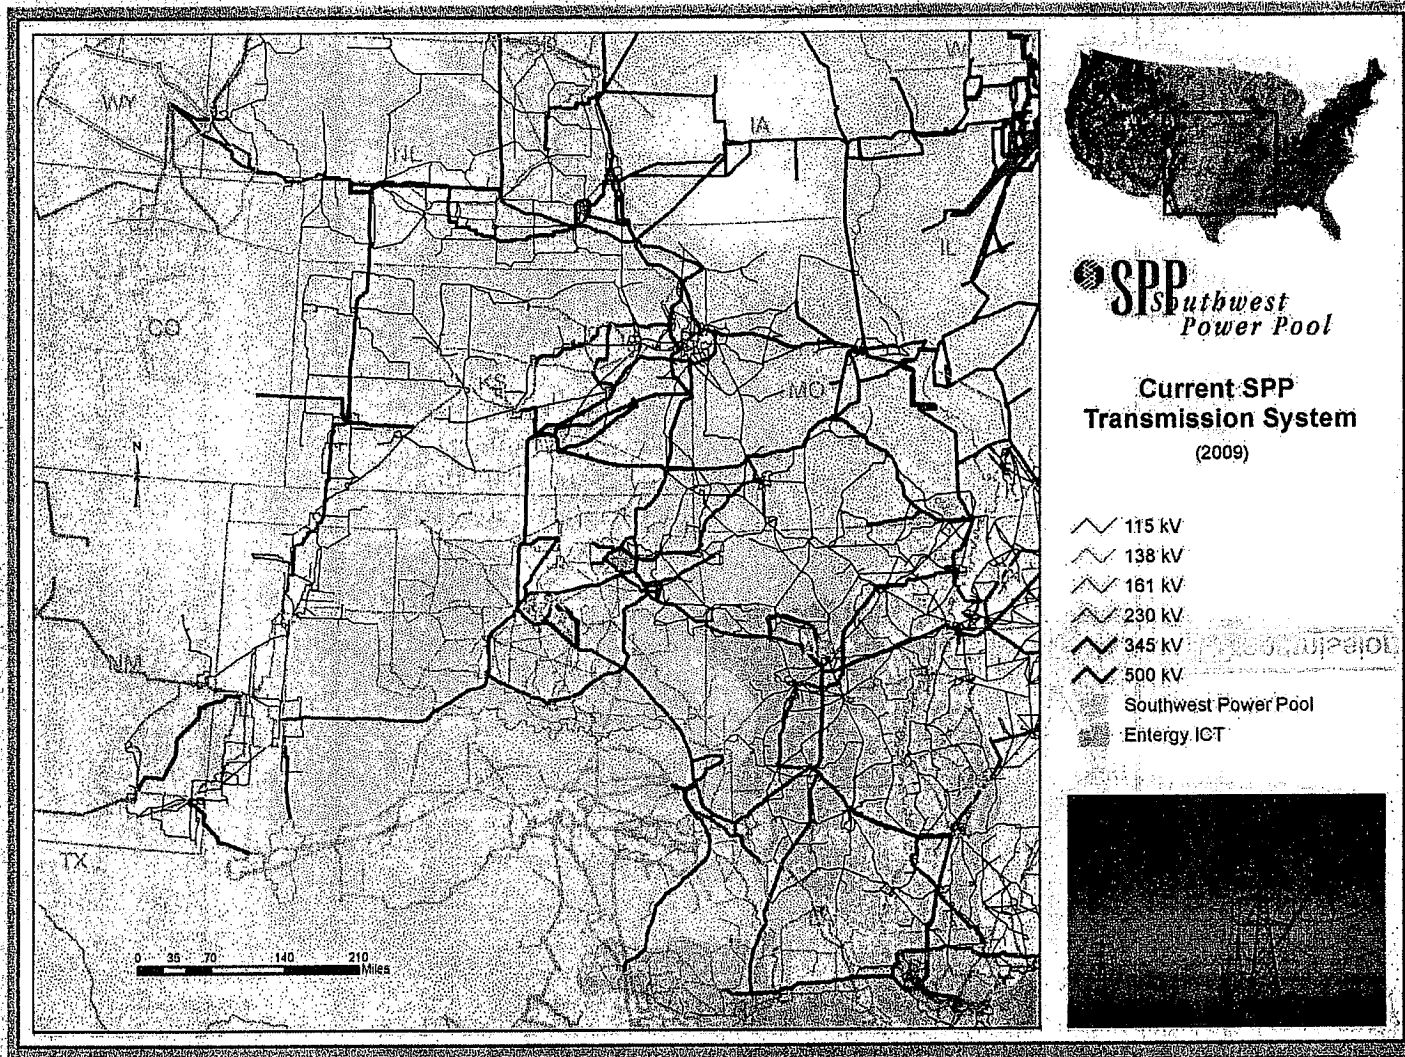 WY
IA
NE
IL
CO
KS
MO
N
NM
TX
0 35 70 140 210
Miles
SPP
Southwest
Power Pool
Current SPP
Transmission System
(2009)
115 kV
138 kV
161 kV
230 kV
345 kV
500 kV
Southwest Power Pool
Entergy ICT